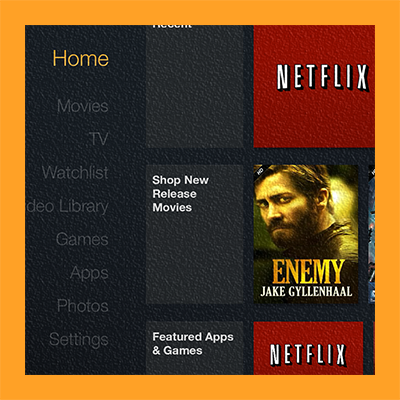 Home
Movies
TV
Watchlist
deo Library
Games
Apps
Photos
Settings
Recent
NETFLIX
Shop New
Release
Movies
HD
ENEMY
JAKE GYLLENHAAL
Featured Apps
& Games
NETFLIX